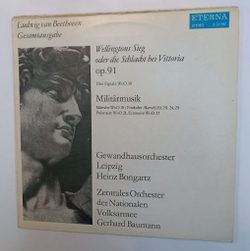 Ludwig van Beethoven
Gesamtausgabe
ETERNA
STEREO
Wellingtons Sieg
oder die Schlacht bei Vittoria
op. 91
Militärmusik
Gewandhausorchester
Leipzig
Heinz Bongartz
Zentrales Orchester
der Nationalen
Volksarmee
Gerhard Baumann